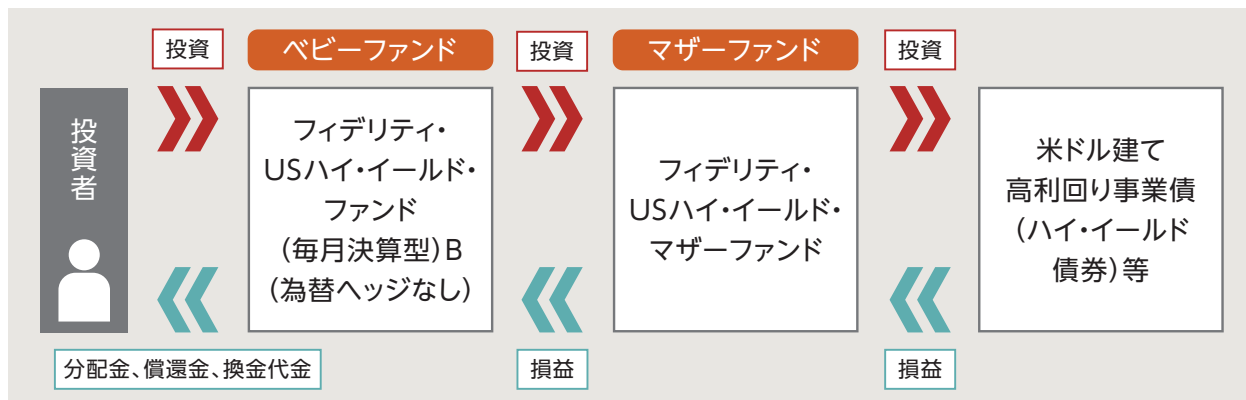 投資
ベビーファンド
投資
マザーファンド
投資
投資者
フィデリティ・
USハイ・イールド・
ファンド
(毎月決算型)B
(為替ヘッジなし)
フィデリティ・
USハイ・イールド・
マザーファンド
米ドル建て
高利回り事業債
(ハイ・イールド
債券)等
分配金、償還金、換金代金
損益
損益